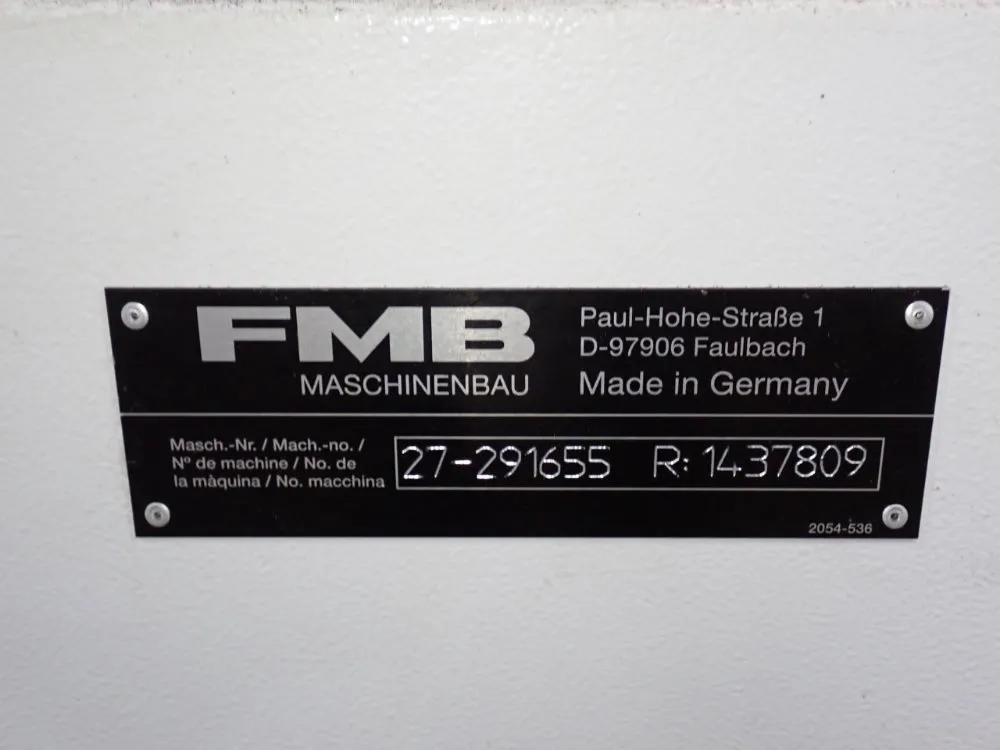 FMB
MASCHINENBAU
Paul-Hohe-Straße 1
D-97906 Faulbach
Made in Germany
Masch.-Nr. / Mach.-no. /
Nº de machine / No. de
la màquina / No. macchina
27-291655 R: 1437809
2054-536